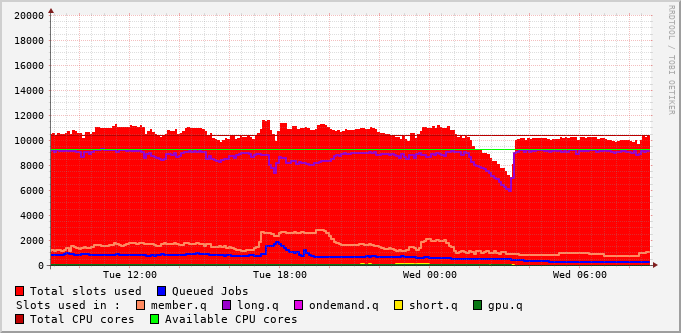 20000
18000
16000
14000
12000
10000
8000
6000
4000
2000
0
Tue 12:00 Tue 18:00 Wed 00:00 Wed 06:00
Total slots used Queued Jobs
Slots used in : member.q long.q ondemand.q short.q gpu.q
Total CPU cores Available CPU cores
RRDTOOL / TOBI OETIKER